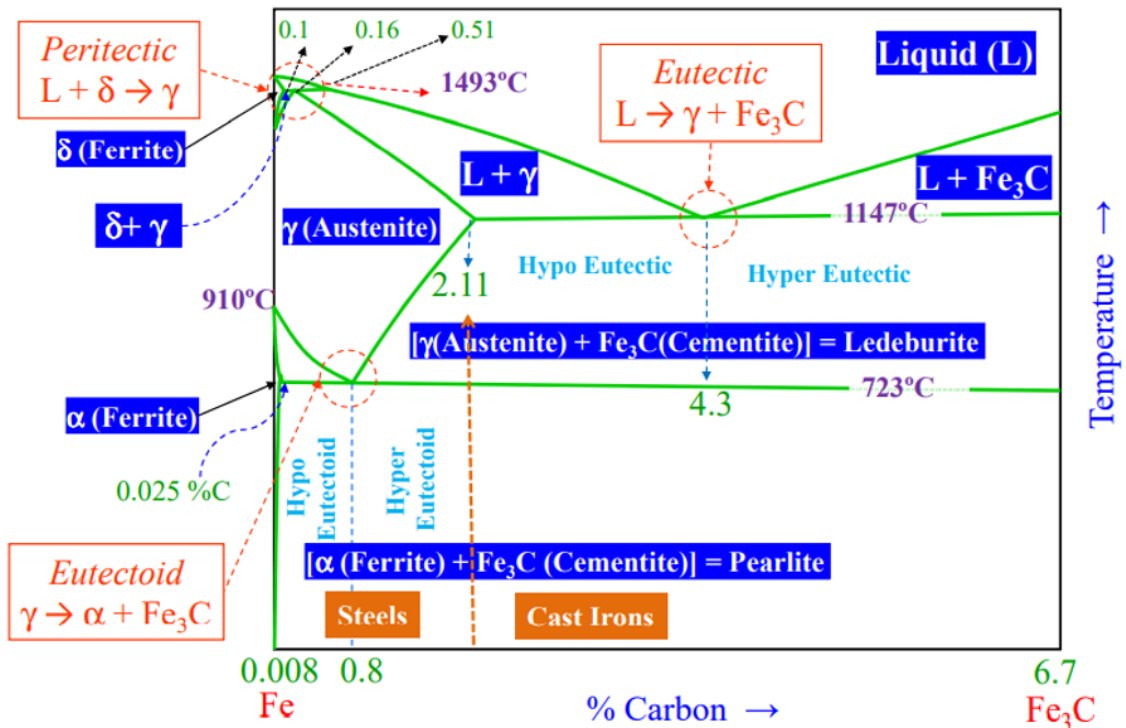 0.1
0.16
0.51
Peritectic
L + δ → γ
1493ºC
Eutectic
L → γ + Fe₃C
Liquid (L)
δ (Ferrite)
L + γ
L + Fe₃C
δ+ γ
γ (Austenite)
1147ºC
Hypo Eutectic
Hyper Eutectic
2.11
910ºC
[γ(Austenite) + Fe₃C(Cementite)] = Ledeburite
723ºC
4.3
α (Ferrite)
0.025 %C
Hypo
Eutectoid
Hyper
Eutectoid
Eutectoid
γ → α + Fe₃C
[α (Ferrite) + Fe₃C (Cementite)] = Pearlite
Steels
Cast Irons
0.008
0.8
6.7
Fe
% Carbon →
Fe₃C
Temperature →